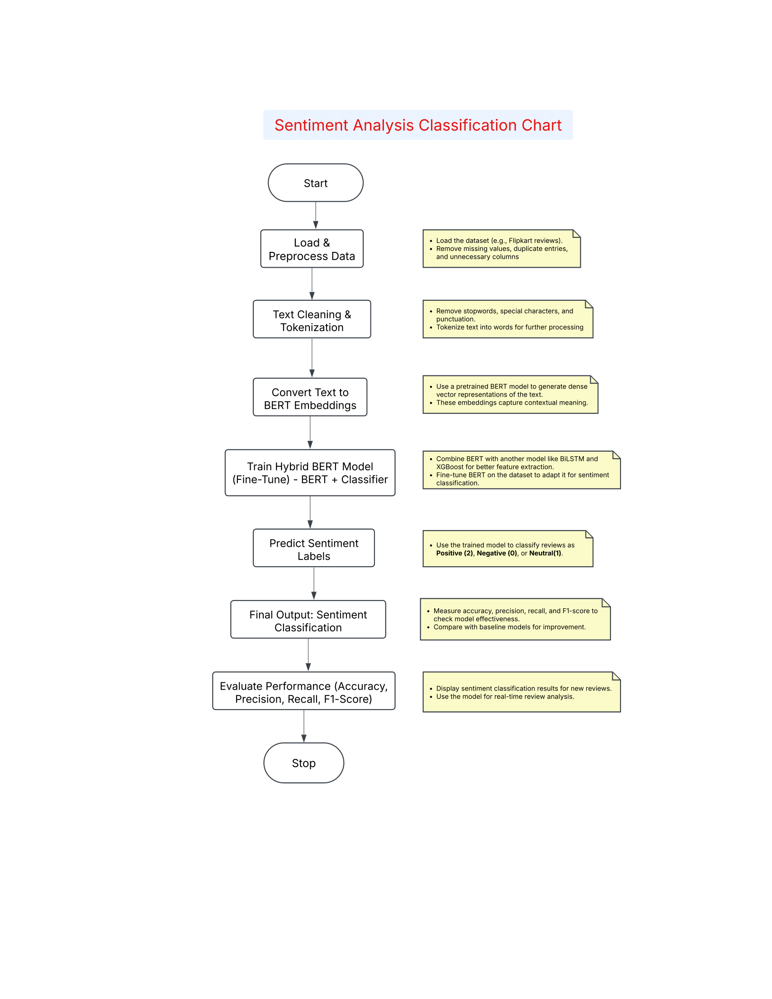 Sentiment Analysis Classification Chart
Start
Load &
Preprocess Data
• Load the dataset (e.g., Flipkart reviews).
• Remove missing values, duplicate entries,
and unnecessary columns
Text Cleaning &
Tokenization
• Remove stopwords, special characters, and
punctuation.
• Tokenize text into words for further processing
Convert Text to
BERT Embeddings
• Use a pretrained BERT model to generate dense
vector representations of the text.
• These embeddings capture contextual meaning.
Train Hybrid BERT Model
(Fine-Tune) - BERT + Classifier
• Combine BERT with another model like BiLSTM and
XGBoost for better feature extraction.
• Fine-tune BERT on the dataset to adapt it for sentiment
classification.
Predict Sentiment
Labels
• Use the trained model to classify reviews as
Positive (2), Negative (0), or Neutral(1).
Final Output: Sentiment
Classification
• Measure accuracy, precision, recall, and F1-score to
check model effectiveness.
• Compare with baseline models for improvement.
Evaluate Performance (Accuracy,
Precision, Recall, F1-Score)
• Display sentiment classification results for new reviews.
• Use the model for real-time review analysis.
Stop